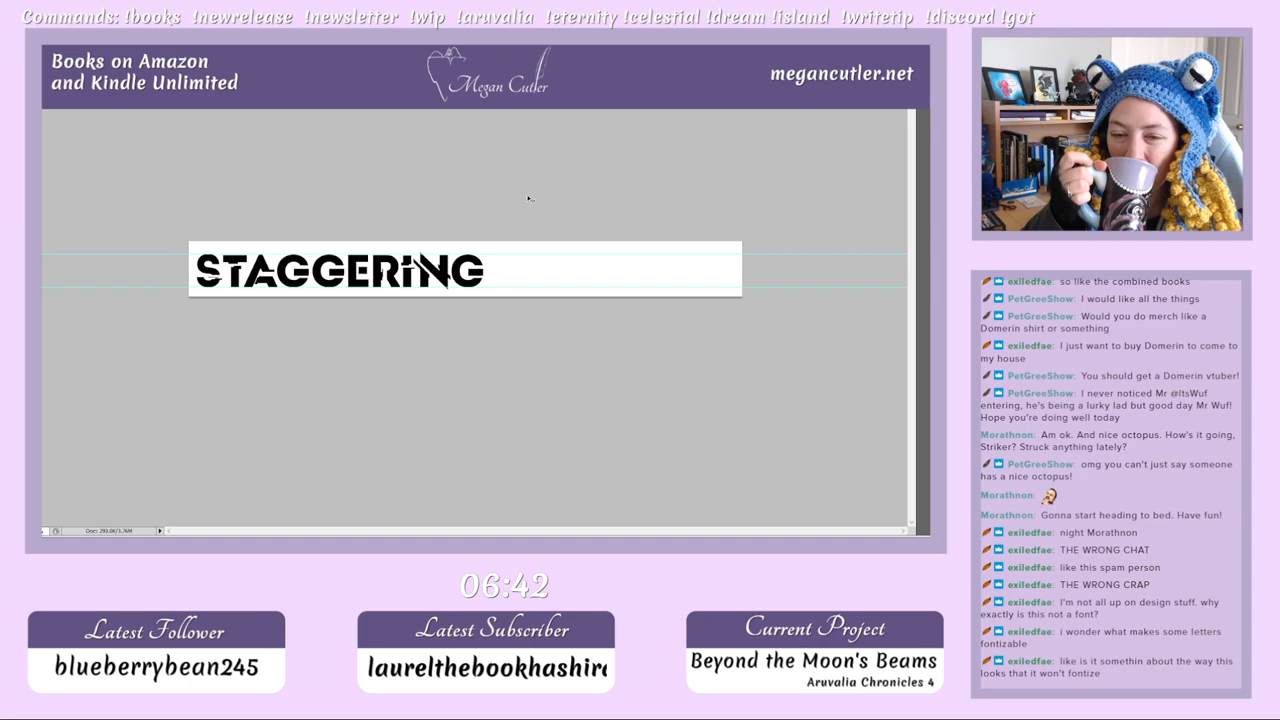 Commands: !books !newrelease !newsletter !wip !aruvalia !eternity !celestial !dream !island !writetip !discord !got
Books on Amazon
and Kindle Unlimited
Megan Cutler
megancutler.net
STAGGERING
Doc: 293.0K/3.76M
06:42
Latest Follower
blueberrybean245
Latest Subscriber
laurelthebookhashira
Current Project
Beyond the Moon's Beams
Aruvalia Chronicles 4
exiledfae: so like the combined books
PetGreeShow: I would like all the things
PetGreeShow: Would you do merch like a
Domerin shirt or something
exiledfae: I just want to buy Domerin to come to
my house
PetGreeShow: You should get a Domerin vtuber!
PetGreeShow: I never noticed Mr @ItsWuf
entering, he's being a lurky lad but good day Mr Wuf!
Hope you're doing well today
Morathnon: Am ok. And nice octopus. How's it going,
Striker? Struck anything lately?
PetGreeShow: omg you can't just say someone
has a nice octopus!
Morathnon:
Morathnon: Gonna start heading to bed. Have fun!
exiledfae: night Morathnon
exiledfae: THE WRONG CHAT
exiledfae: like this spam person
exiledfae: THE WRONG CRAP
exiledfae: I'm not all up on design stuff. why
exactly is this not a font?
exiledfae: i wonder what makes some letters
fontizable
exiledfae: like is it somethin about the way this
looks that it won't fontize